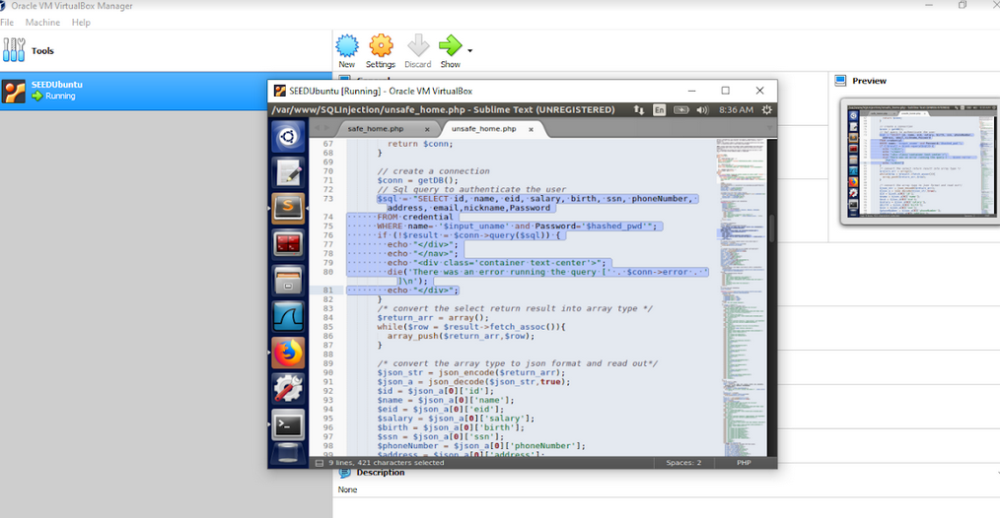 Oracle VM VirtualBox Manager
File Machine Help
Tools
New Settings Discard Show
SEEDUbuntu
Running
Preview
SEEDUbuntu [Running] - Oracle VM VirtualBox
/var/www/SQLInjection/unsafe_home.php - Sublime Text (UNREGISTERED) En 8:36 AM
safe_home.php × unsafe_home.php ×
67 return $conn;
68 }
69
70 // create a connection
71 $conn = getDB();
72 // Sql query to authenticate the user
73 $sql = "SELECT id, name, eid, salary, birth, ssn, phoneNumber,
address, email,nickname,Password
74 FROM credential
75 WHERE name= '$input_uname' and Password='$hashed_pwd'";
76 if (!$result = $conn->query($sql)) {
77 echo "</div>";
78 echo "</nav>";
79 echo "<div class='container text-center'>";
80 die('There was an error running the query [' . $conn->error . '
]\n');
81 echo "</div>";
82 }
83 /* convert the select return result into array type */
84 $return_arr = array();
85 while($row = $result->fetch_assoc()){
86 array_push($return_arr,$row);
87 }
88
89 /* convert the array type to json format and read out*/
90 $json_str = json_encode($return_arr);
91 $json_a = json_decode($json_str,true);
92 $id = $json_a[0]['id'];
93 $name = $json_a[0]['name'];
94 $eid = $json_a[0]['eid'];
95 $salary = $json_a[0]['salary'];
96 $birth = $json_a[0]['birth'];
97 $ssn = $json_a[0]['ssn'];
98 $phoneNumber = $json_a[0]['phoneNumber'];
99 $address = $json_a[0]['address'];
9 lines, 421 characters selected Spaces: 2 PHP
Description
None